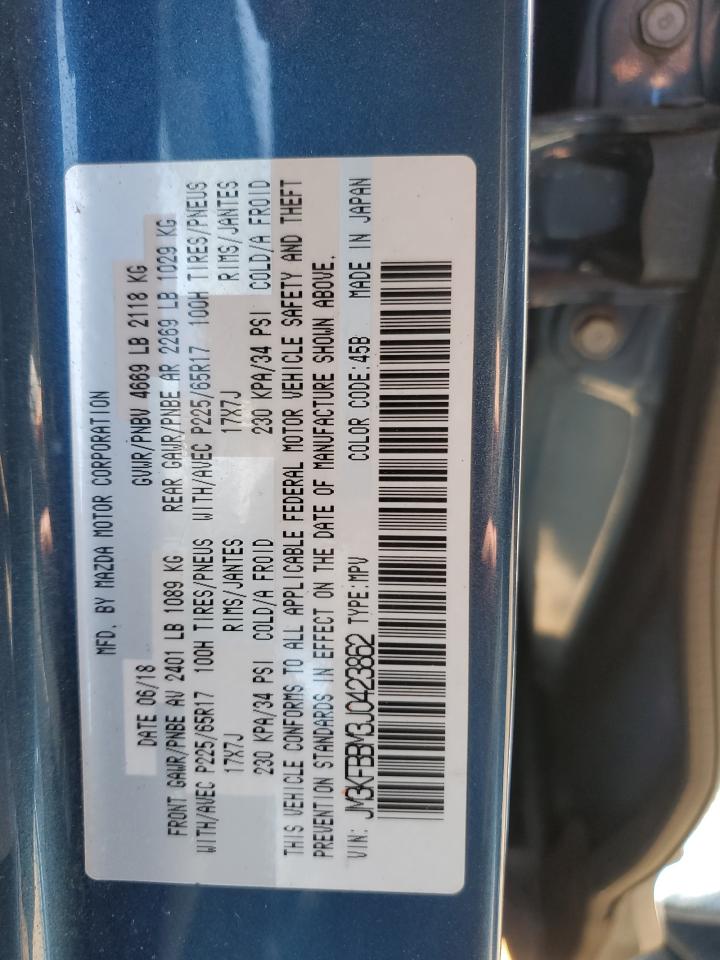 MFD. BY MAZDA MOTOR CORPORATION
DATE 06/18 GVWR/PNBV 4669 LB 2118 KG
FRONT GAWR/PNBE AV 2401 LB 1089 KG REAR GAWR/PNBE AR 2269 LB 1029 KG
WITH/AVEC P225/65R17 100H TIRES/PNEUS WITH/AVEC P225/65R17 100H TIRES/PNEUS
17X7J RIMS/JANTES 17X7J RIMS/JANTES
230 KPA/34 PSI COLD/A FROID 230 KPA/34 PSI COLD/A FROID
THIS VEHICLE CONFORMS TO ALL APPLICABLE FEDERAL MOTOR VEHICLE SAFETY AND THEFT
PREVENTION STANDARDS IN EFFECT ON THE DATE OF MANUFACTURE SHOWN ABOVE.
VIN: JM3KFBBM3J0423862 TYPE:MPV COLOR CODE:45B MADE IN JAPAN